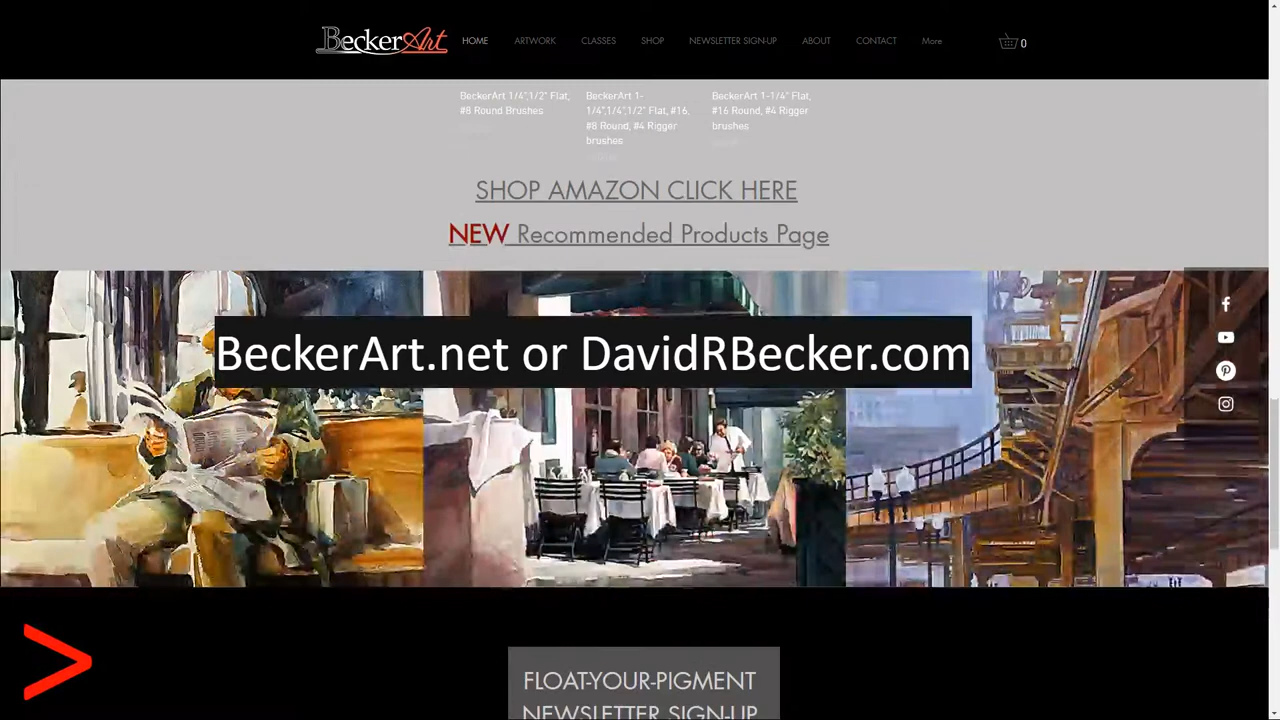 BeckerArt
HOME ARTWORK CLASSES SHOP NEWSLETTER SIGN-UP ABOUT CONTACT More 0
BeckerArt 1/4",1/2" Flat,
#8 Round Brushes
BeckerArt 1-
1/4",1/4",1/2" Flat, #16,
#8 Round, #4 Rigger
brushes
BeckerArt 1-1/4" Flat,
#16 Round, #4 Rigger
brushes
SHOP AMAZON CLICK HERE
NEW Recommended Products Page
BeckerArt.net or DavidRBecker.com
>
FLOAT-YOUR-PIGMENT
NEWSLETTER SIGN-UP